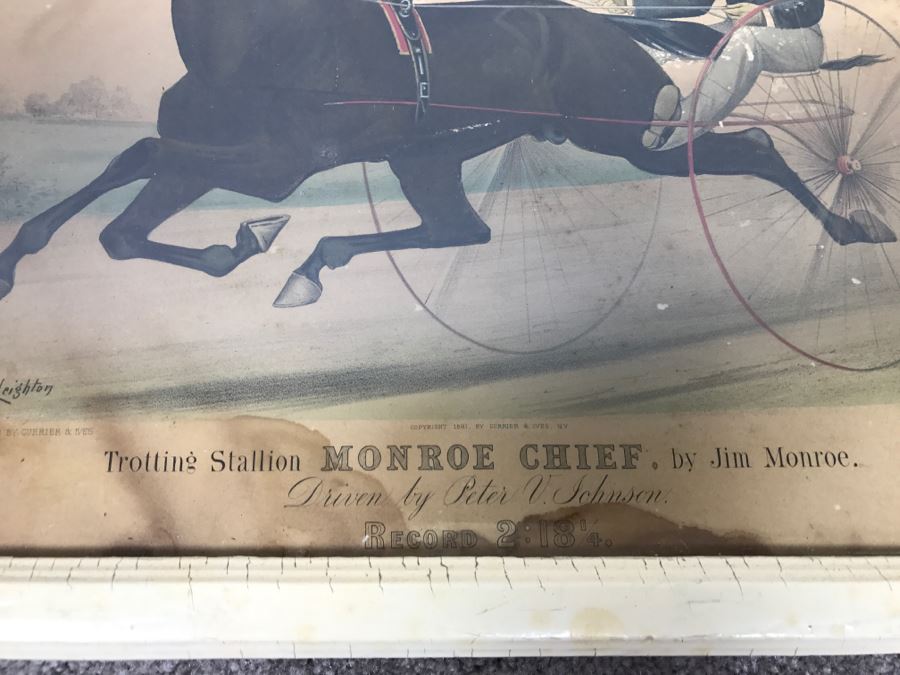 Leighton
BY CURRIER & IVES
COPYRIGHT 1881, BY CURRIER & IVES, N.Y.
Trotting Stallion MONROE CHIEF, by Jim Monroe.
Driven by Peter V. Johnson.
RECORD 2:18¼.